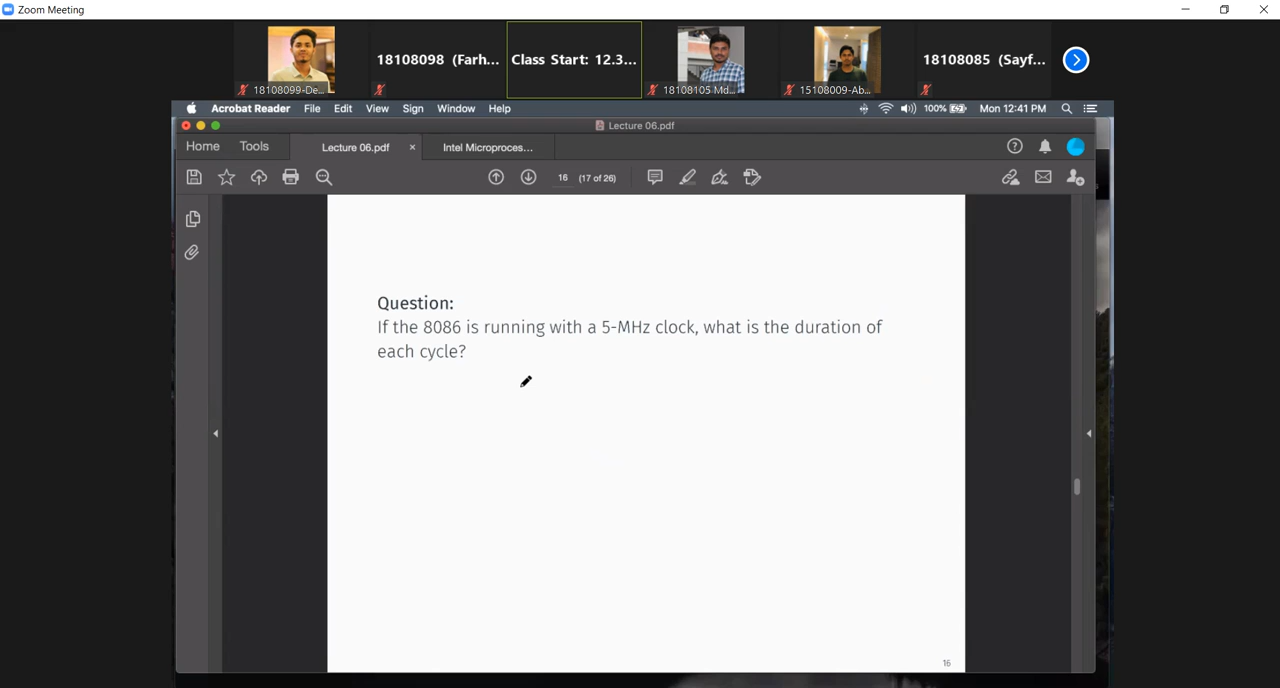 Zoom Meeting
18108099-De...
18108098 (Farh...
Class Start: 12.3...
18108105 Md...
15108009-Ab...
18108085 (Sayf...
Acrobat Reader File Edit View Sign Window Help
100% Mon 12:41 PM
Lecture 06.pdf
Home Tools Lecture 06.pdf × Intel Microproces...
16 (17 of 26)
Question:
If the 8086 is running with a 5-MHz clock, what is the duration of
each cycle?
16